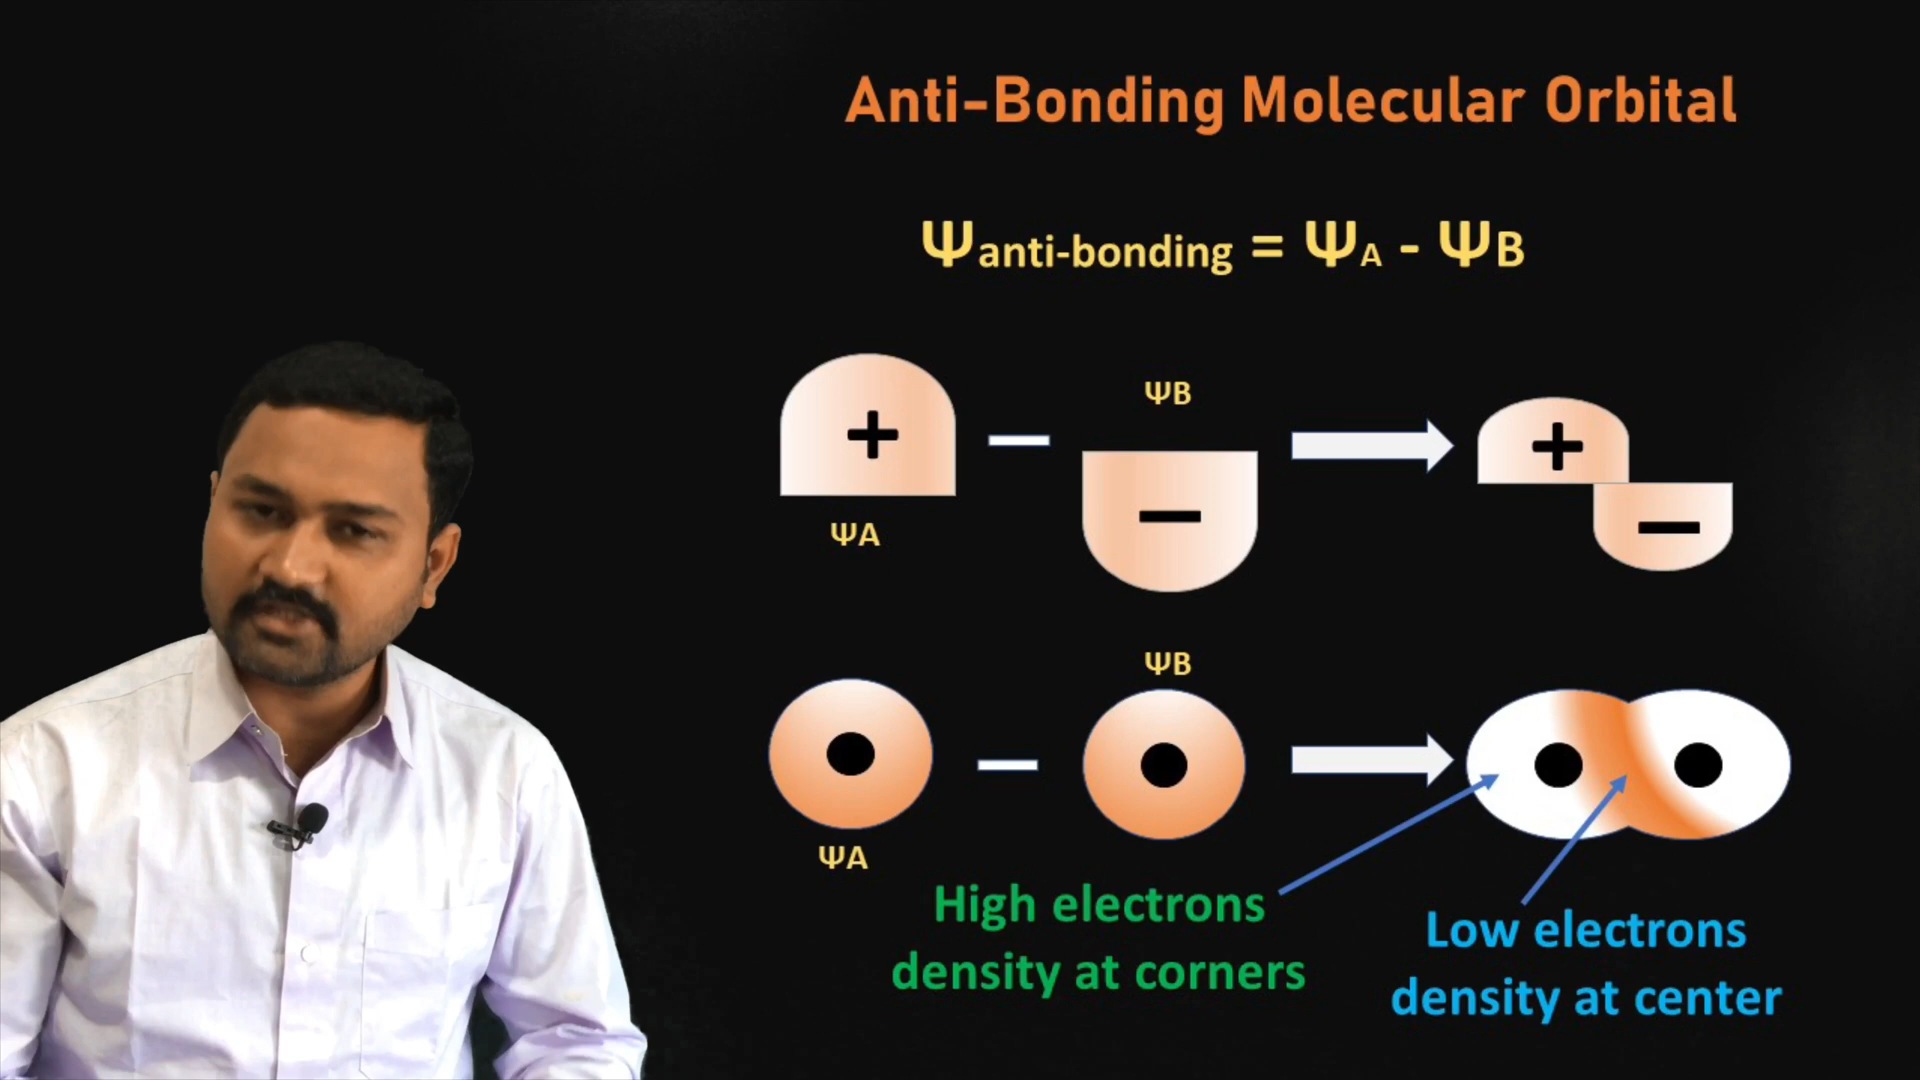 Anti-Bonding Molecular Orbital
Ψanti-bonding = ΨA - ΨB
+
ΨA
−
ΨB
−
+
−
ΨA
−
ΨB
High electrons
density at corners
Low electrons
density at center